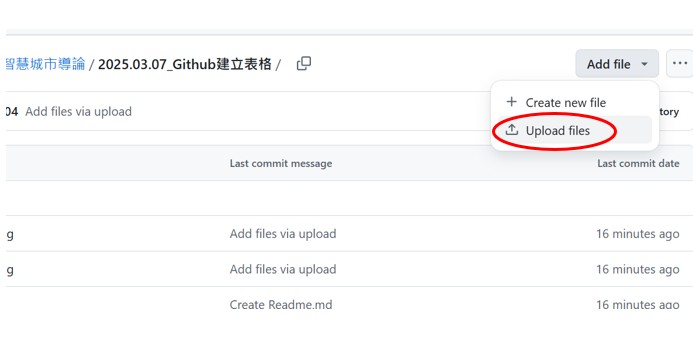 智慧城市導論 / 2025.03.07_Github建立表格 /
Add file
Create new file
04 Add files via upload
tory
Upload files
Last commit message Last commit date
g Add files via upload 16 minutes ago
g Add files via upload 16 minutes ago
Create Readme.md 16 minutes ago